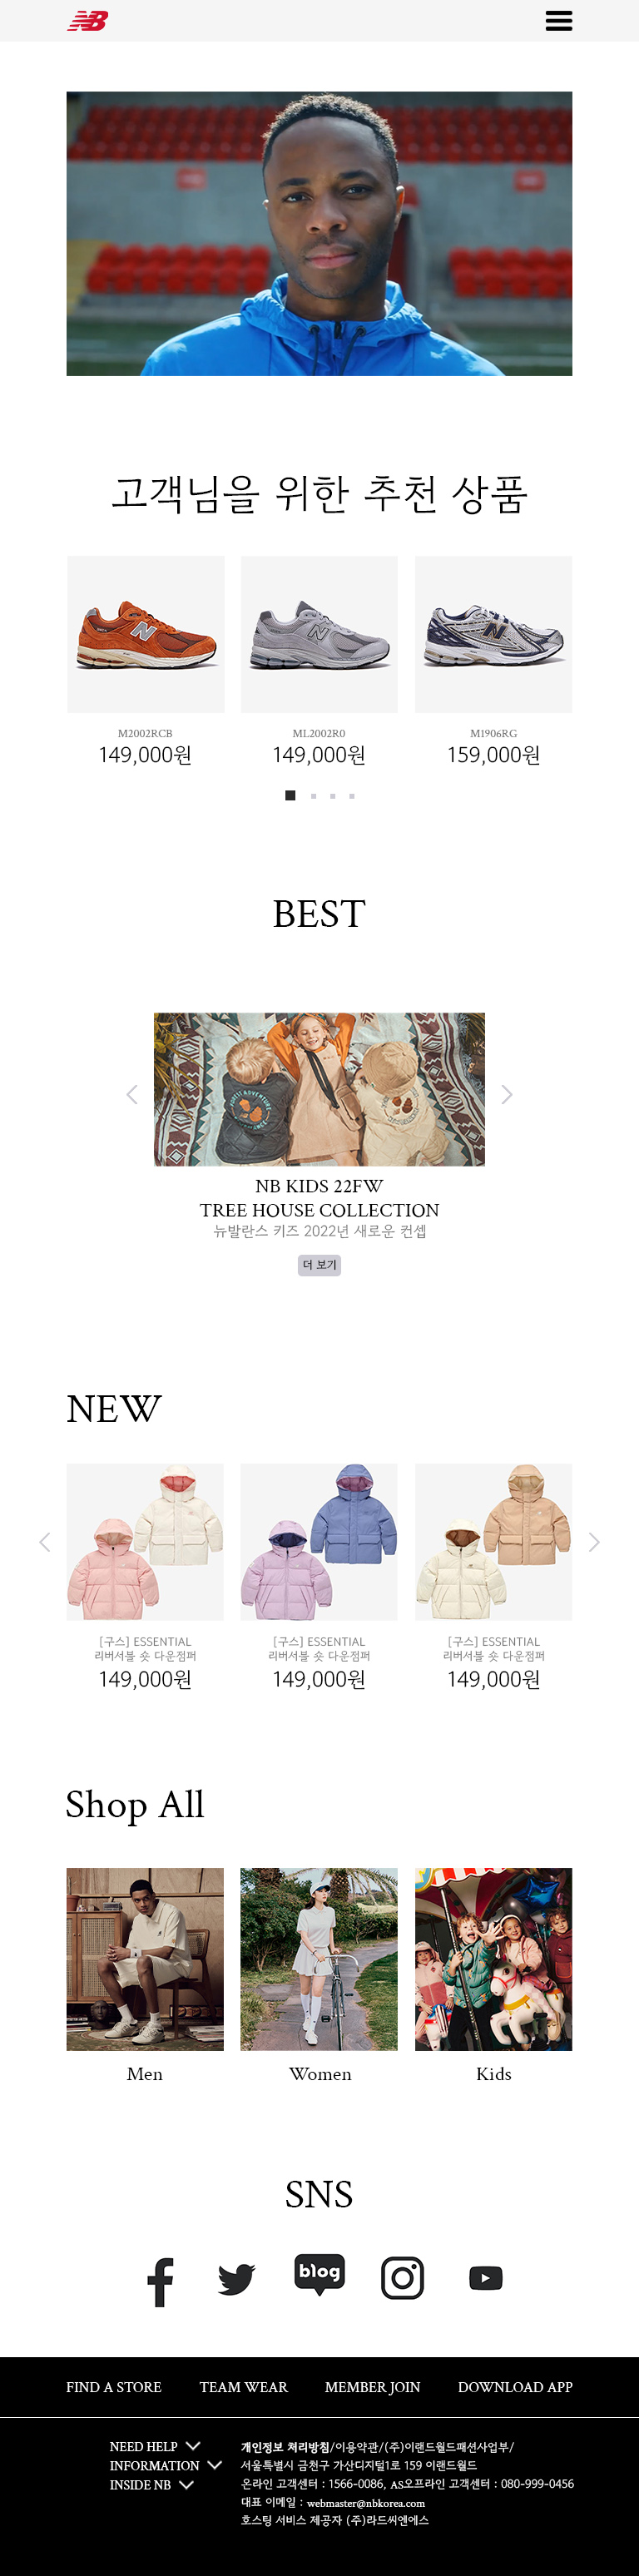 NB
고객님을 위한 추천 상품
M2002RCB
149,000원
ML2002R0
149,000원
M1906RG
159,000원
BEST
NB KIDS 22FW
TREE HOUSE COLLECTION
뉴발란스 키즈 2022년 새로운 컨셉
더 보기
NEW
[구스] ESSENTIAL
리버서블 숏 다운점퍼
149,000원
[구스] ESSENTIAL
리버서블 숏 다운점퍼
149,000원
[구스] ESSENTIAL
리버서블 숏 다운점퍼
149,000원
Shop All
Men
Women
Kids
SNS
blog
FIND A STORE
TEAM WEAR
MEMBER JOIN
DOWNLOAD APP
NEED HELP
INFORMATION
INSIDE NB
개인정보 쳐리방침/이용약관/(주)이랜드월드패션사업부/
서울특별시 금천구 가산디지털1로 159 이랜드월드
온라인 고객센터 : 1566-0086, AS오프라인 고객센터 : 080-999-0456
대표 이메일 : webmaster@nbkorea.com
호스팅 서비스 제공자 (주)라드씨엔에스